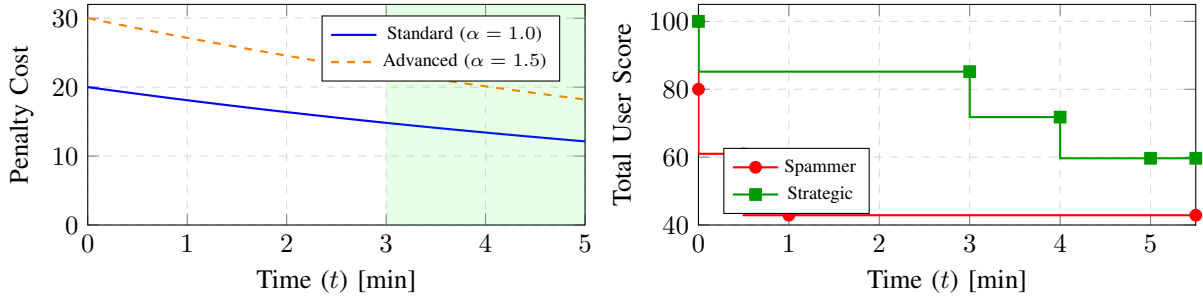 Penalty Cost
30
20
10
0
0 1 2 3 4 5
Time (t) [min]
Standard (α = 1.0)
Advanced (α = 1.5)
Total User Score
100
80
60
40
0 1 2 3 4 5
Time (t) [min]
Spammer
Strategic